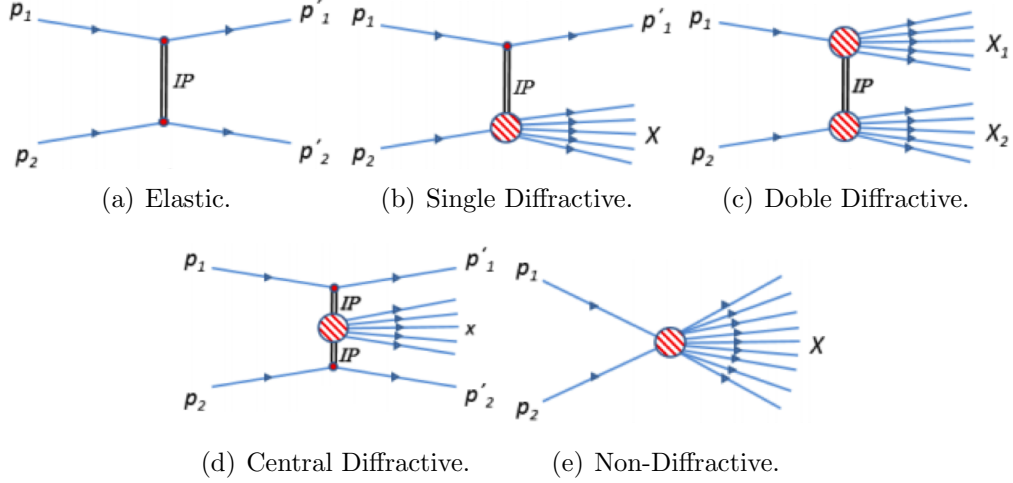 p₁ p'₁
IP
p₂ p'₂
(a) Elastic.
p₁ p'₁
IP
p₂ X
(b) Single Diffractive.
p₁ X₁
IP
p₂ X₂
(c) Doble Diffractive.
p₁ p'₁
IP
x
IP
p₂ p'₂
(d) Central Diffractive.
p₁
X
p₂
(e) Non-Diffractive.